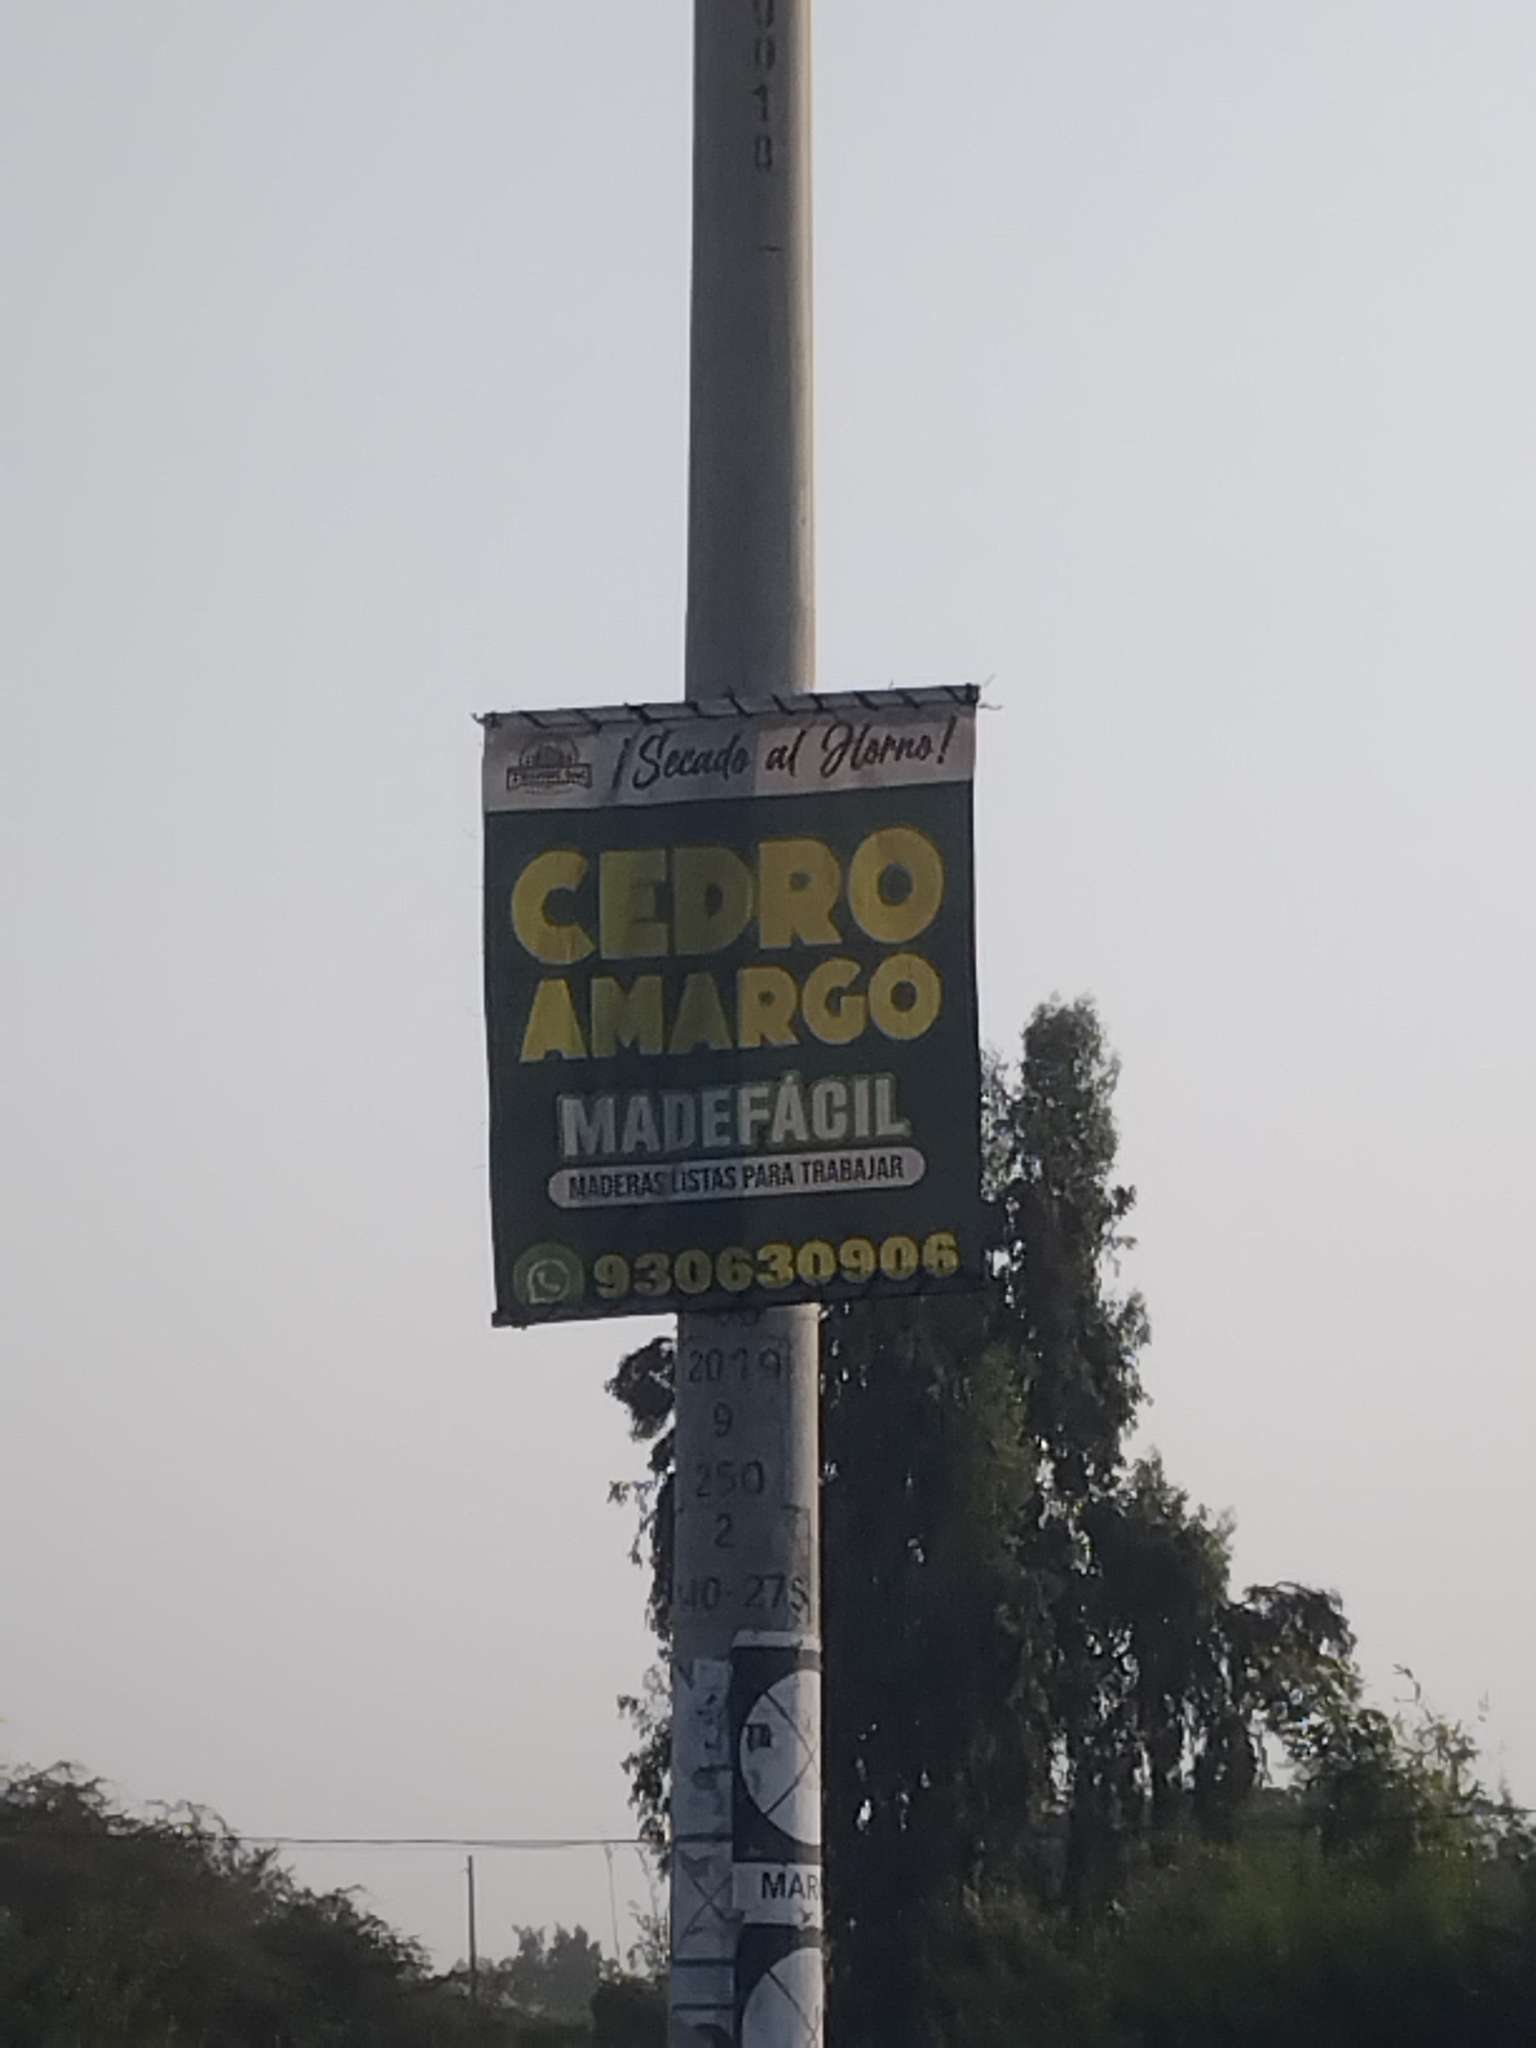 ¡Secado al Horno!
CEDRO
AMARGO
MADEFÁCIL
MADERAS LISTAS PARA TRABAJAR
930630906
2019
9
250
2
MAR